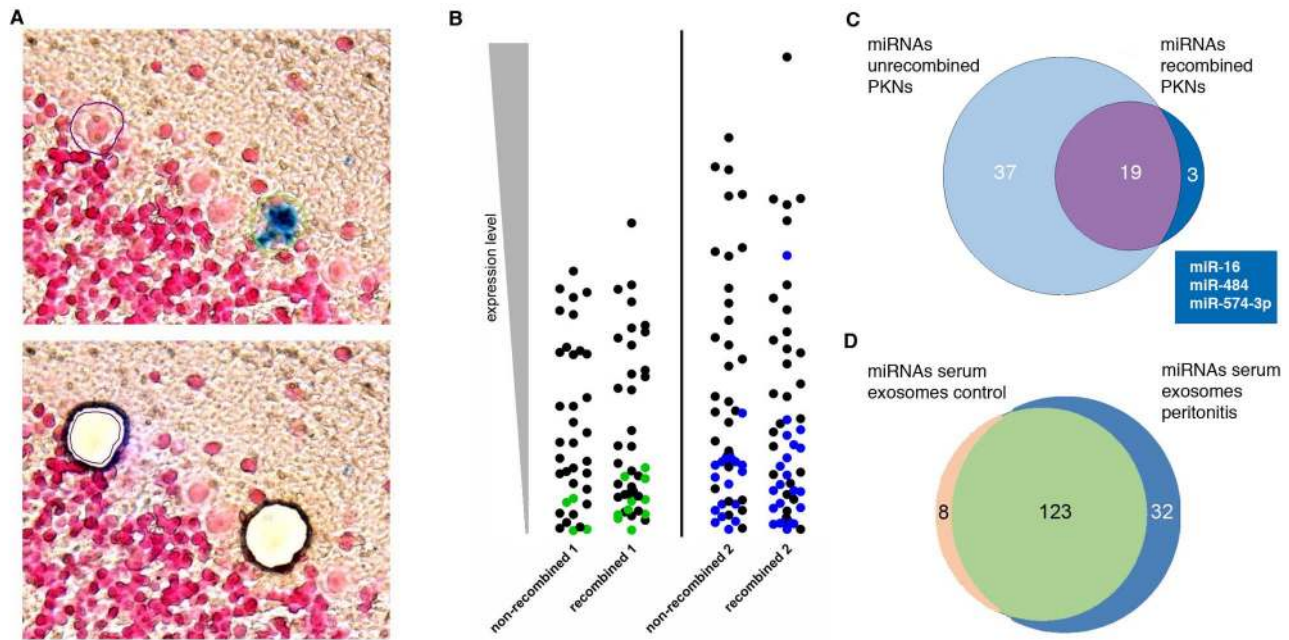 A
B
expression level
non-recombined 1
recombined 1
non-recombined 2
recombined 2
C
miRNAs
unrecombined
PKNs
miRNAs
recombined
PKNs
37
19
3
miR-16
miR-484
miR-574-3p
D
miRNAs serum
exosomes control
miRNAs serum
exosomes
peritonitis
8
123
32